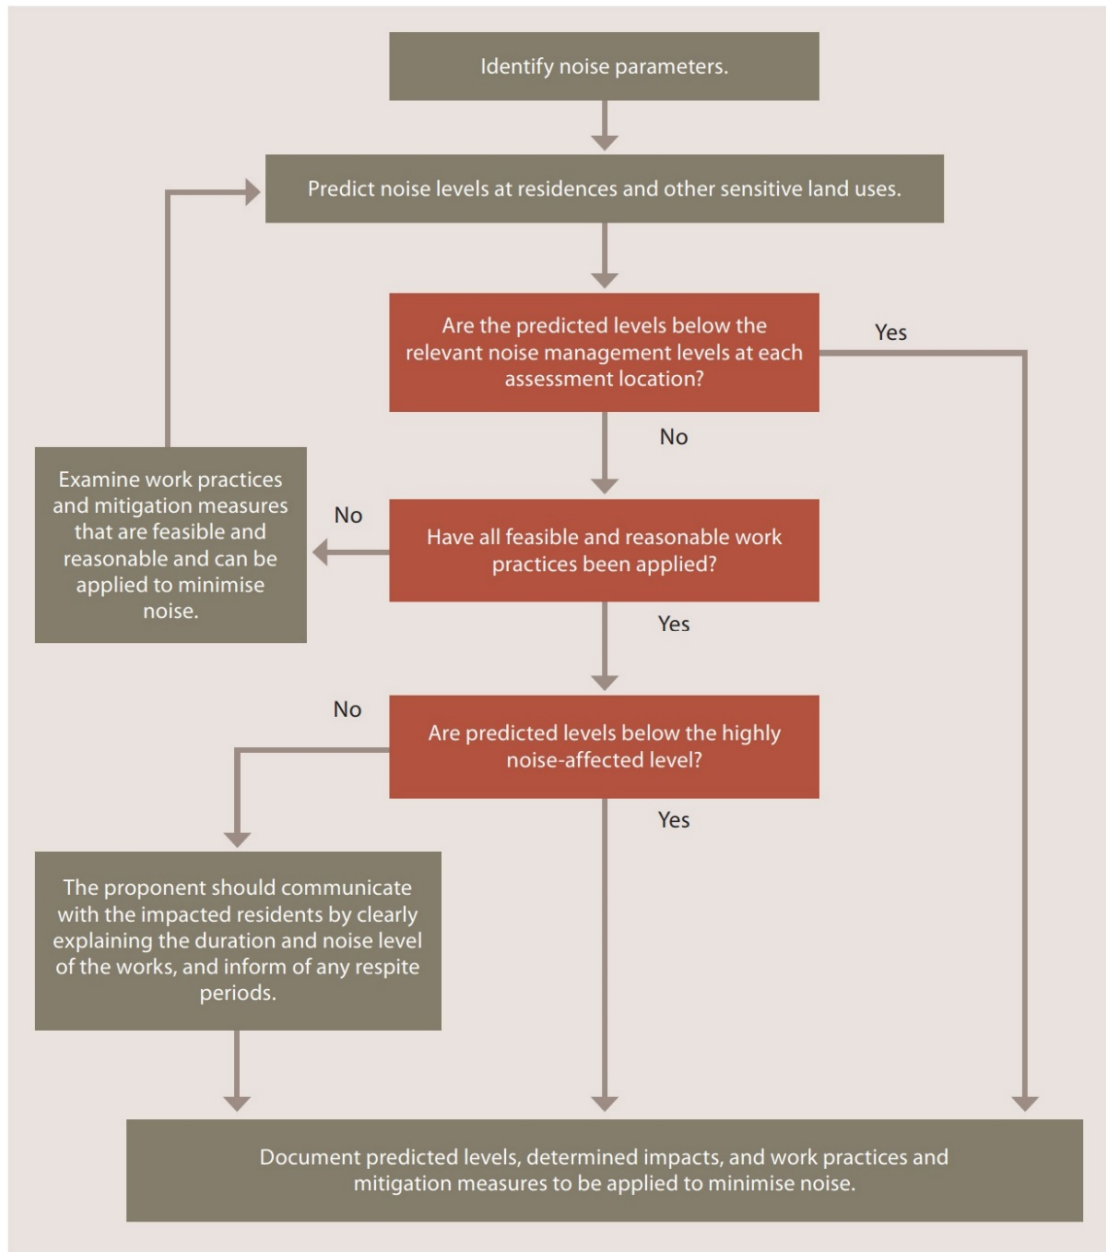 Identify noise parameters.
Predict noise levels at residences and other sensitive land uses.
Are the predicted levels below the
relevant noise management levels at each
assessment location?
Yes
No
Examine work practices
and mitigation measures
that are feasible and
reasonable and can be
applied to minimise
noise.
No
Have all feasible and reasonable work
practices been applied?
Yes
No
Are predicted levels below the highly
noise-affected level?
Yes
The proponent should communicate
with the impacted residents by clearly
explaining the duration and noise level
of the works, and inform of any respite
periods.
Document predicted levels, determined impacts, and work practices and
mitigation measures to be applied to minimise noise.